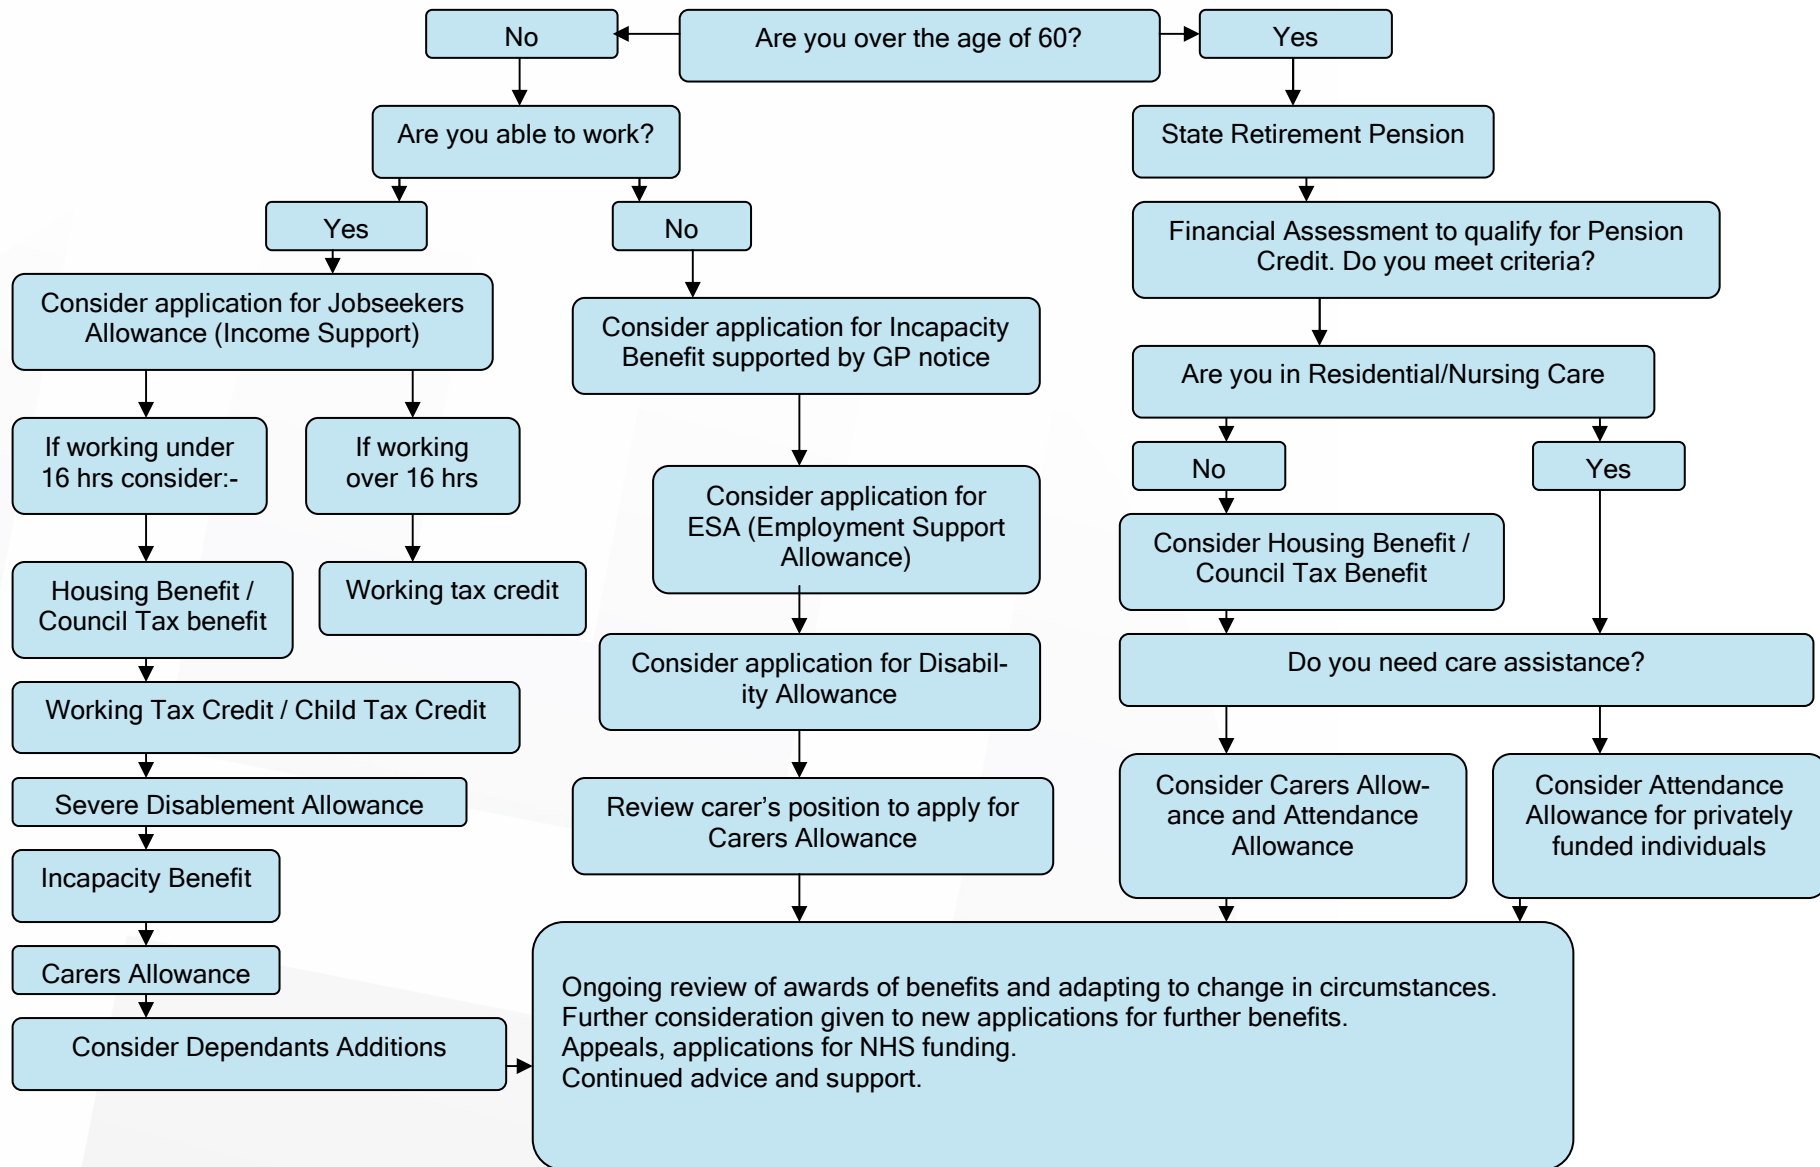 No
Are you over the age of 60?
Yes
Are you able to work?
State Retirement Pension
Yes
No
Financial Assessment to qualify for Pension
Credit. Do you meet criteria?
Consider application for Jobseekers
Allowance (Income Support)
Consider application for Incapacity
Benefit supported by GP notice
Are you in Residential/Nursing Care
If working under
16 hrs consider:-
If working
over 16 hrs
No
Yes
Consider application for
ESA (Employment Support
Allowance)
Consider Housing Benefit /
Council Tax Benefit
Housing Benefit /
Council Tax benefit
Working tax credit
Consider application for Disabil-
ity Allowance
Do you need care assistance?
Working Tax Credit / Child Tax Credit
Severe Disablement Allowance
Review carer’s position to apply for
Carers Allowance
Consider Carers Allow-
ance and Attendance
Allowance
Consider Attendance
Allowance for privately
funded individuals
Incapacity Benefit
Carers Allowance
Consider Dependants Additions
Ongoing review of awards of benefits and adapting to change in circumstances.
Further consideration given to new applications for further benefits.
Appeals, applications for NHS funding.
Continued advice and support.